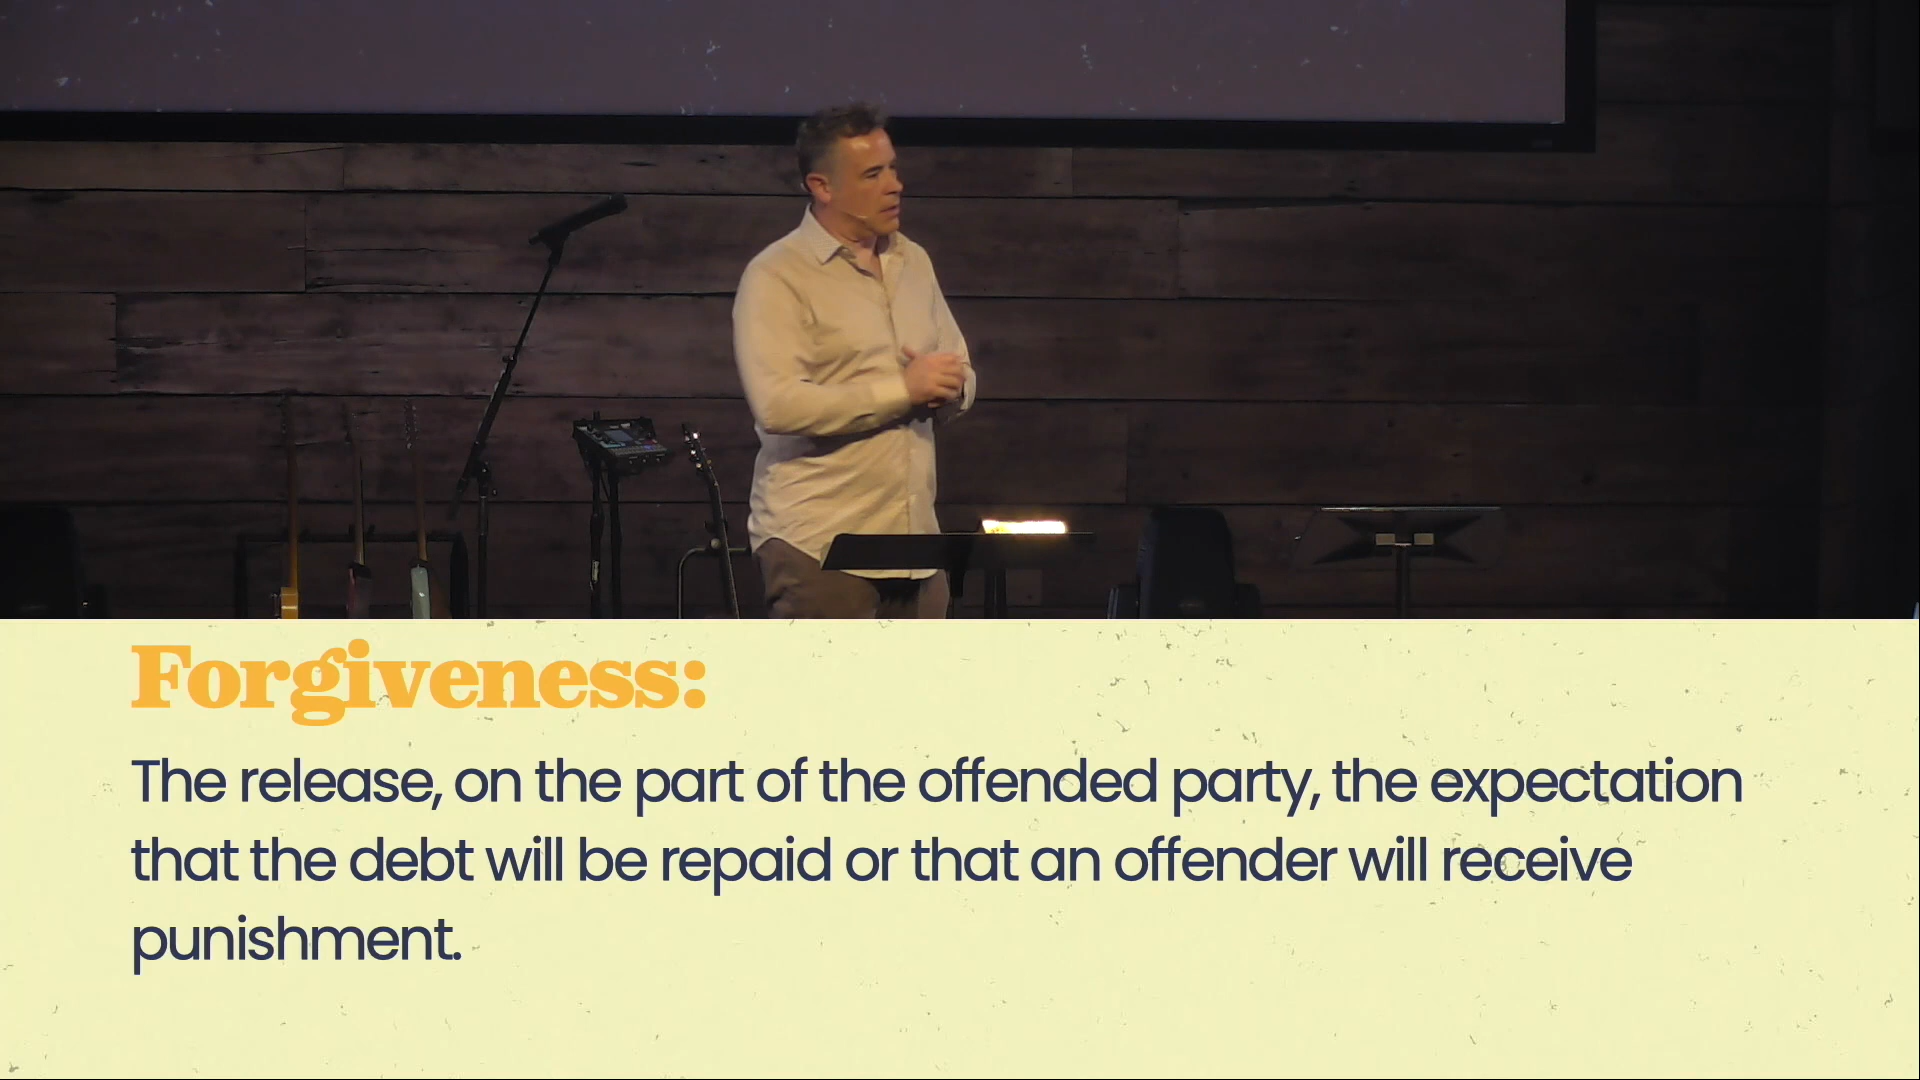 Forgiveness:
The release, on the part of the offended party, the expectation
that the debt will be repaid or that an offender will receive
punishment.